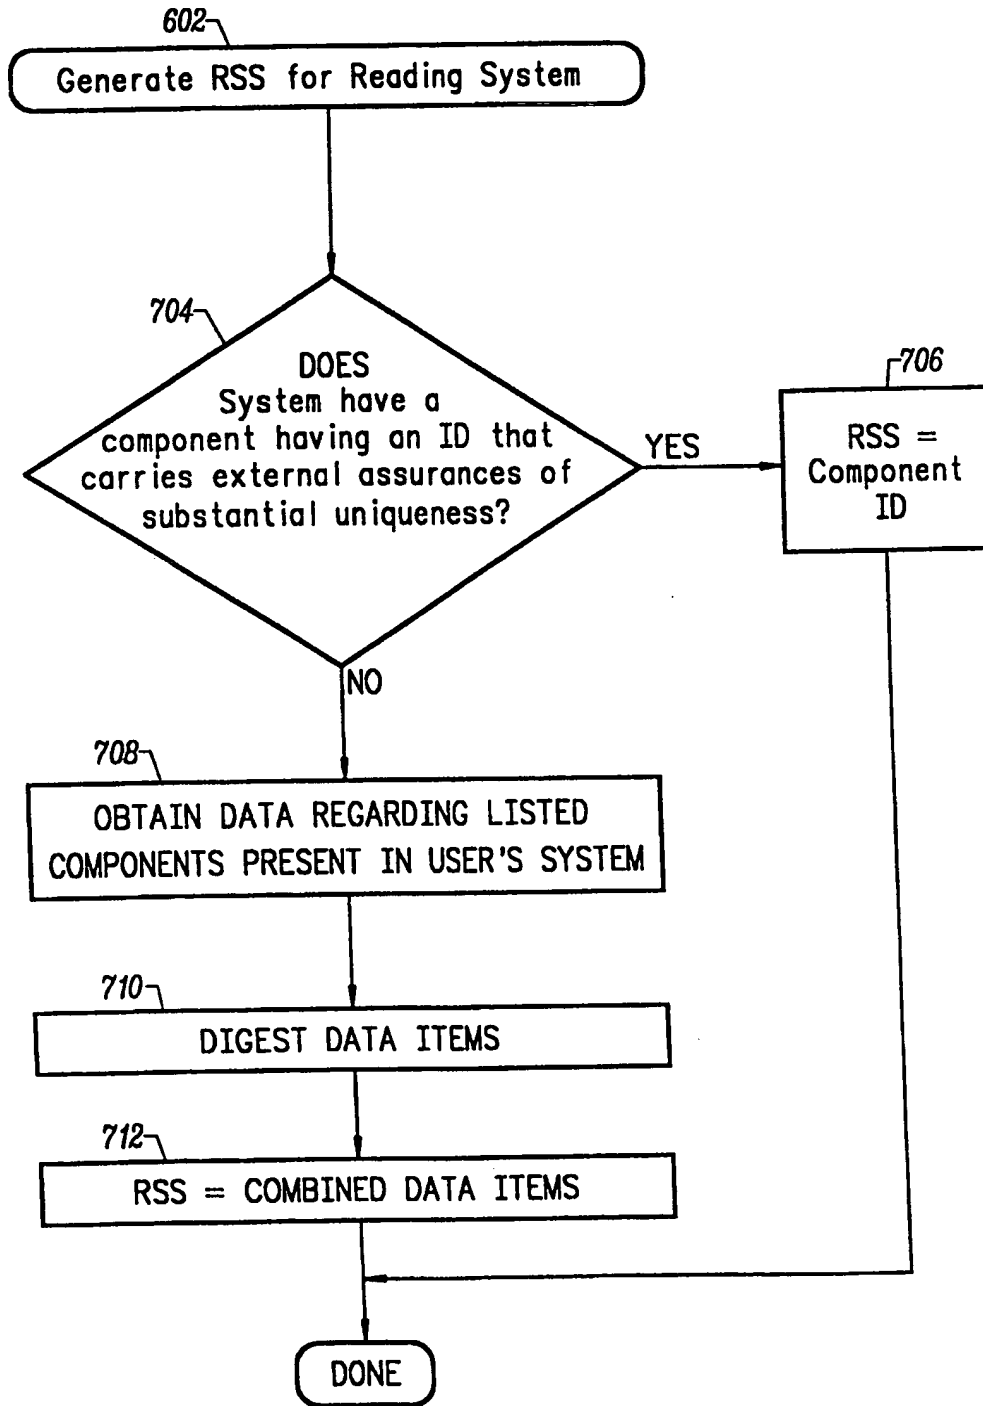 602
Generate RSS for Reading System
704
DOES
System have a
component having an ID that
carries external assurances of
substantial uniqueness?
YES
706
RSS =
Component
ID
NO
708
OBTAIN DATA REGARDING LISTED
COMPONENTS PRESENT IN USER'S SYSTEM
710
DIGEST DATA ITEMS
712
RSS = COMBINED DATA ITEMS
DONE